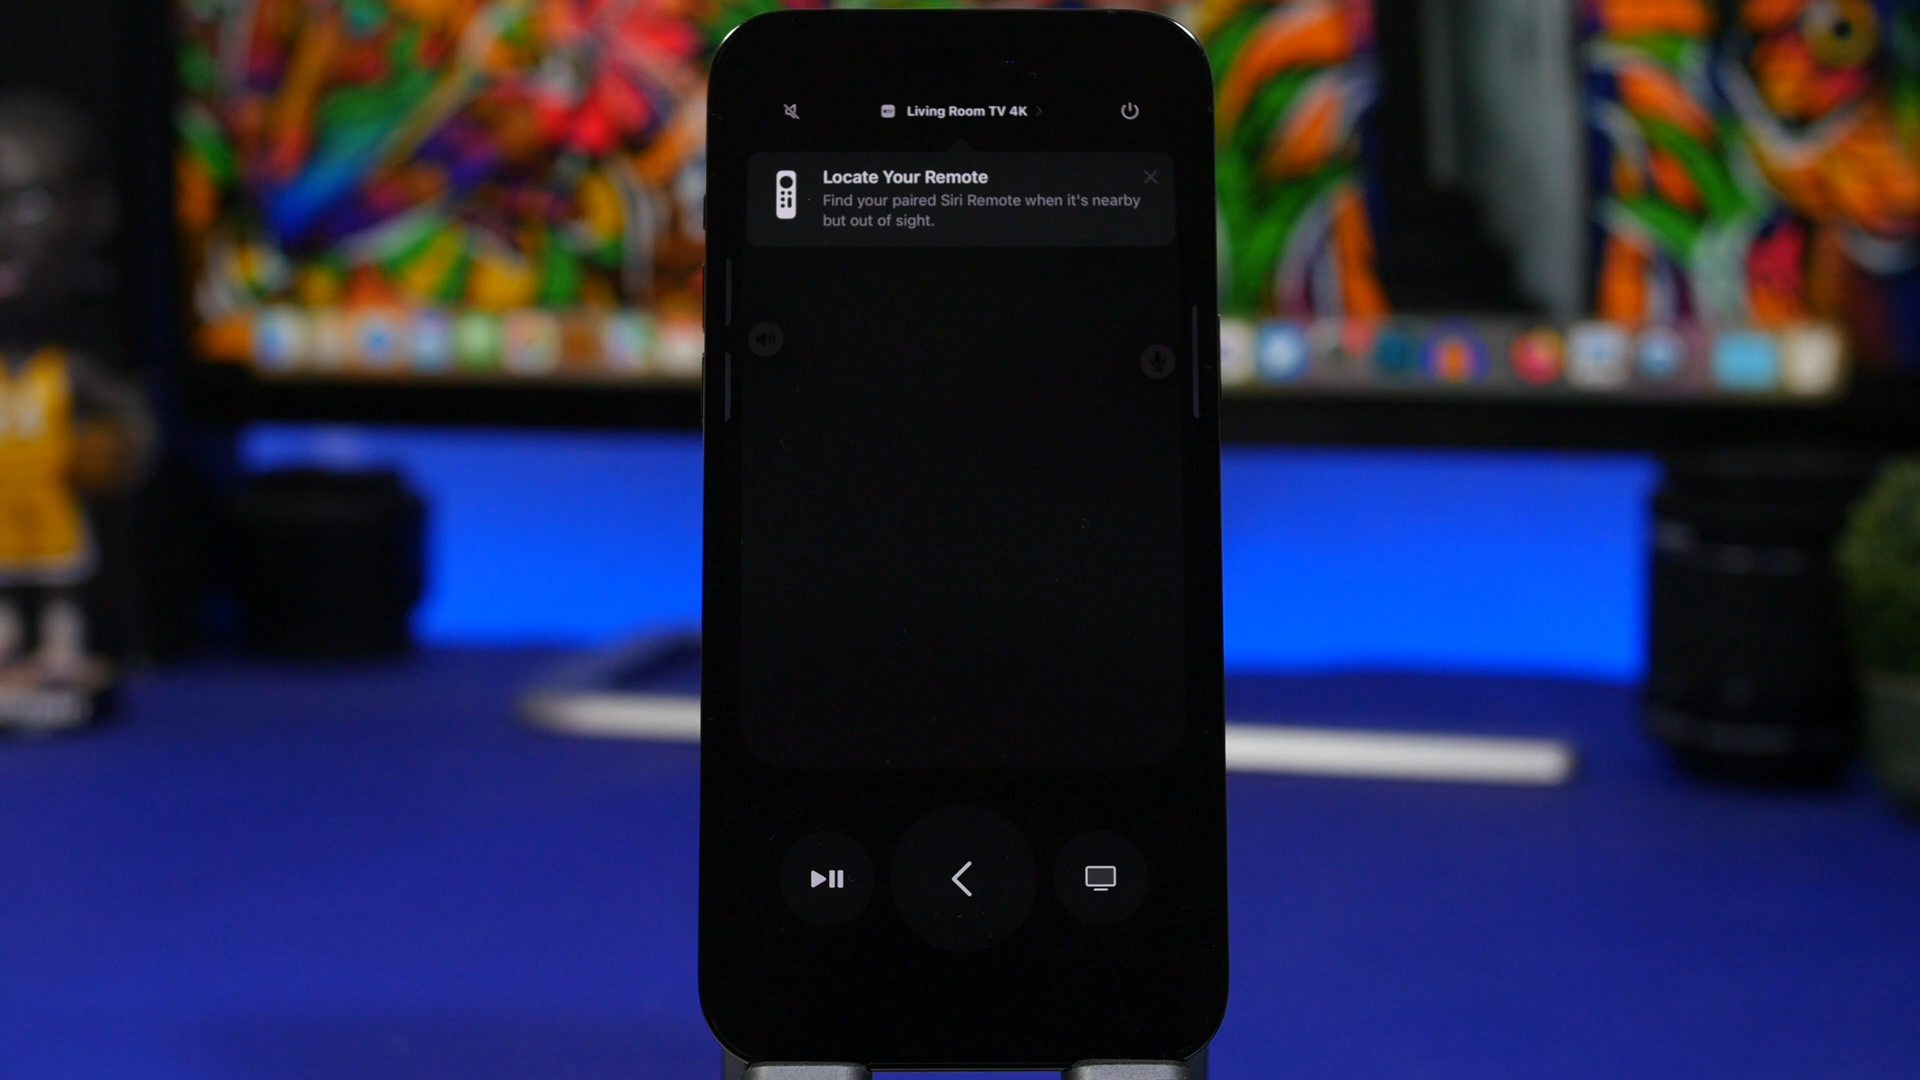 Living Room TV 4K
Locate Your Remote
Find your paired Siri Remote when it's nearby
but out of sight.